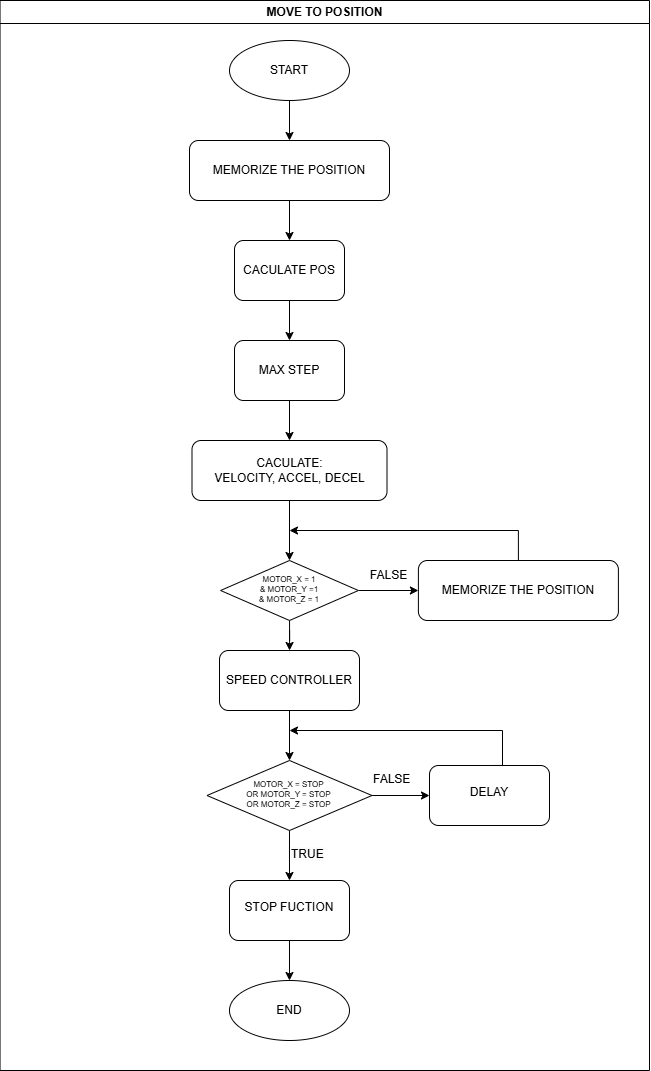 MOVE TO POSITION
START
MEMORIZE THE POSITION
CACULATE POS
MAX STEP
CACULATE:
VELOCITY, ACCEL, DECEL
MOTOR_X = 1
& MOTOR_Y =1
& MOTOR_Z = 1
FALSE
MEMORIZE THE POSITION
SPEED CONTROLLER
MOTOR_X = STOP
OR MOTOR_Y = STOP
OR MOTOR_Z = STOP
FALSE
DELAY
TRUE
STOP FUCTION
END